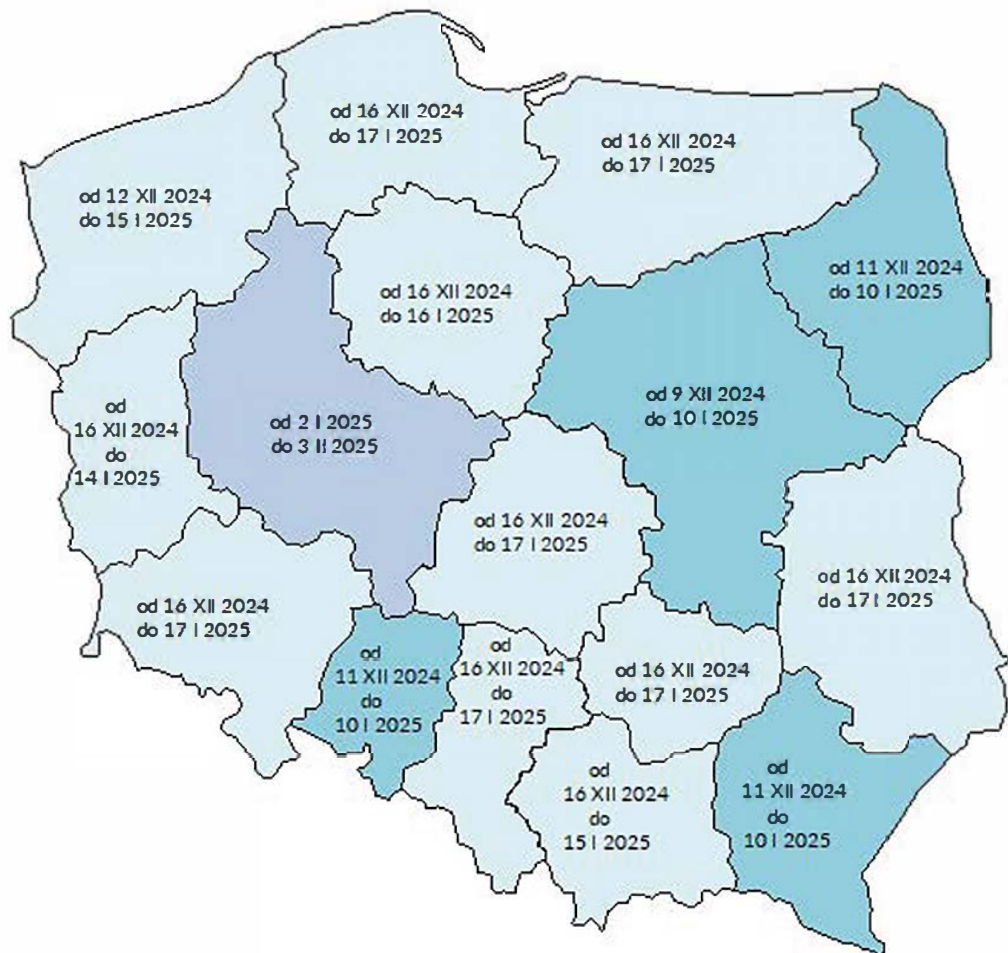 od 16 XII 2024
do 17 I 2025
od 16 XII 2024
do 17 I 2025
od 12 XII 2024
do 15 I 2025
od 11 XII 2024
do 10 I 2025
od 16 XII 2024
do 16 I 2025
od 9 XII 2024
do 10 I 2025
od
16 XII 2024
do
14 I 2025
od 2 I 2025
do 3 II 2025
od 16 XII 2024
do 17 I 2025
od 16 XII 2024
do 17 I 2025
od 16 XII 2024
do 17 I 2025
od
11 XII 2024
do
10 I 2025
od
16 XII 2024
do
17 I 2025
od 16 XII 2024
do 17 I 2025
od
16 XII 2024
do
15 I 2025
od
11 XII 2024
do
10 I 2025